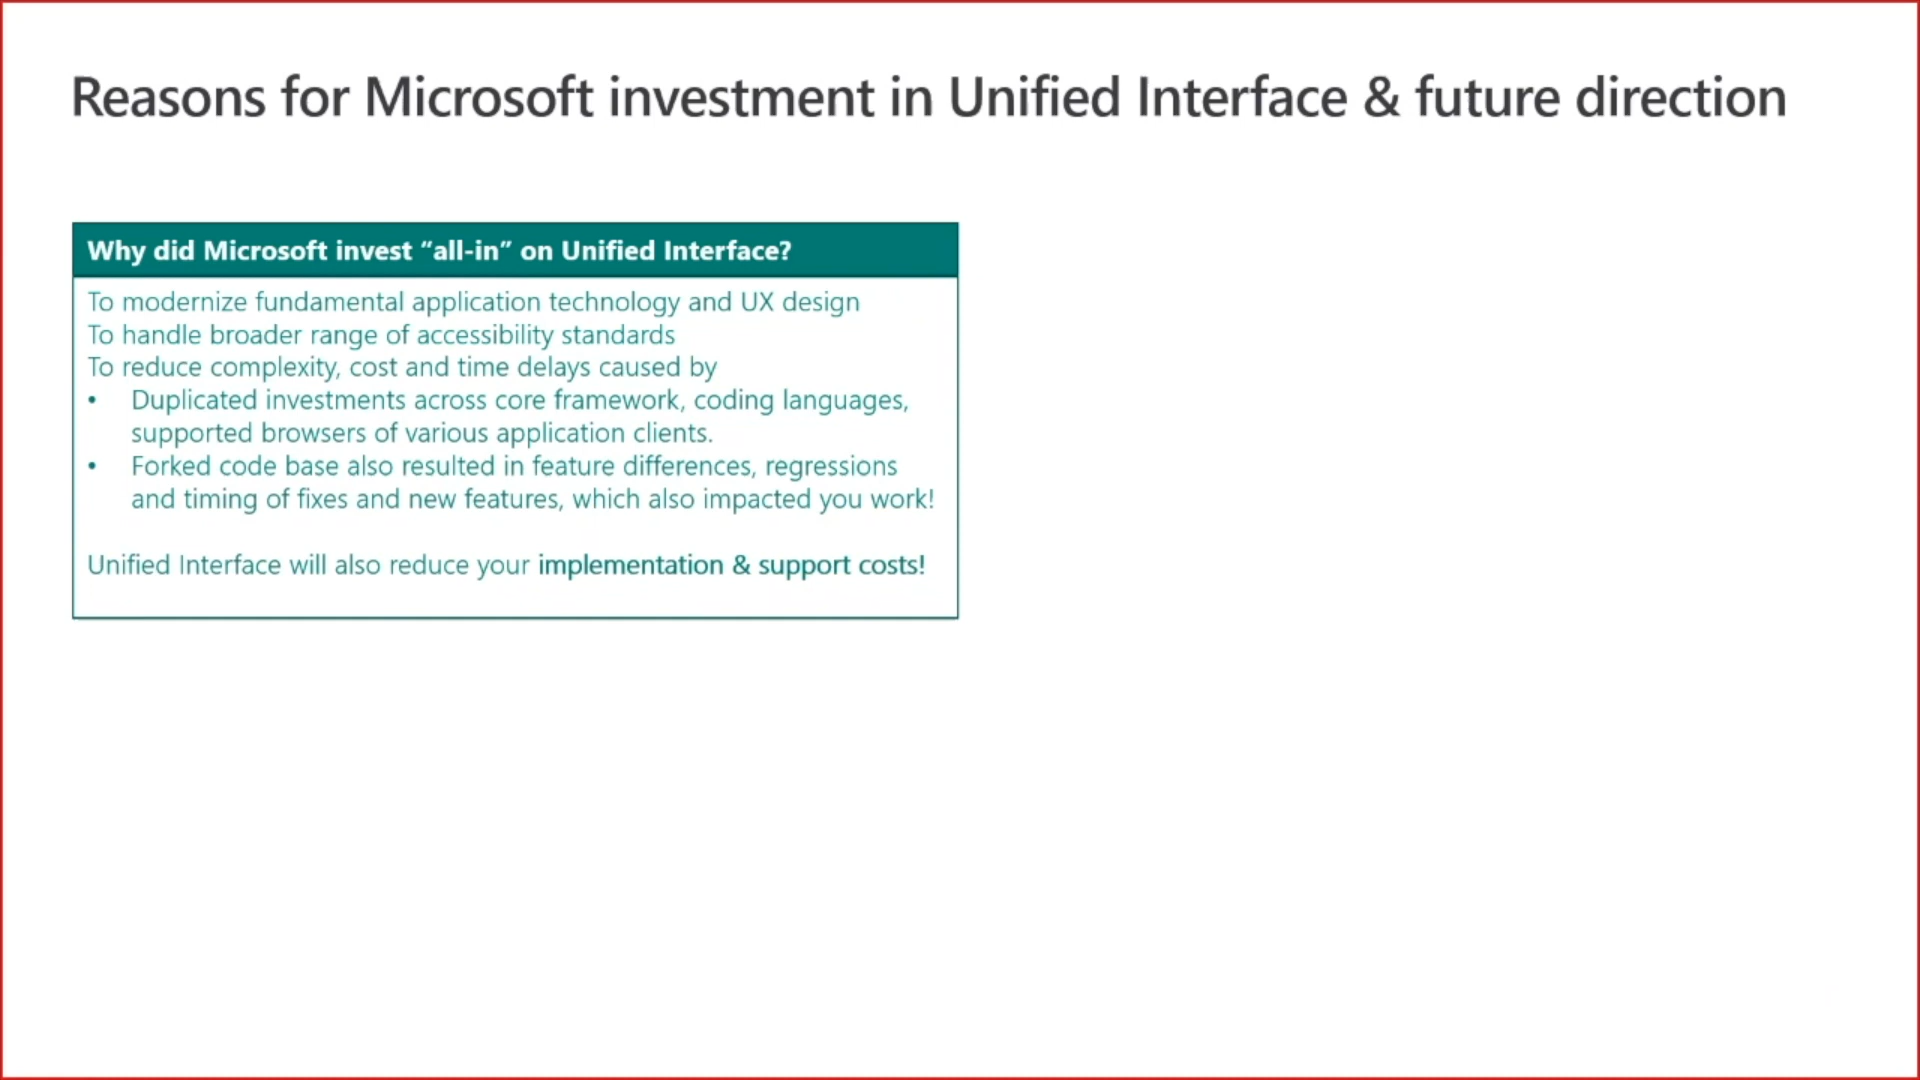 Reasons for Microsoft investment in Unified Interface & future direction
Why did Microsoft invest “all-in” on Unified Interface?
To modernize fundamental application technology and UX design
To handle broader range of accessibility standards
To reduce complexity, cost and time delays caused by
• Duplicated investments across core framework, coding languages,
supported browsers of various application clients.
• Forked code base also resulted in feature differences, regressions
and timing of fixes and new features, which also impacted you work!
Unified Interface will also reduce your implementation & support costs!